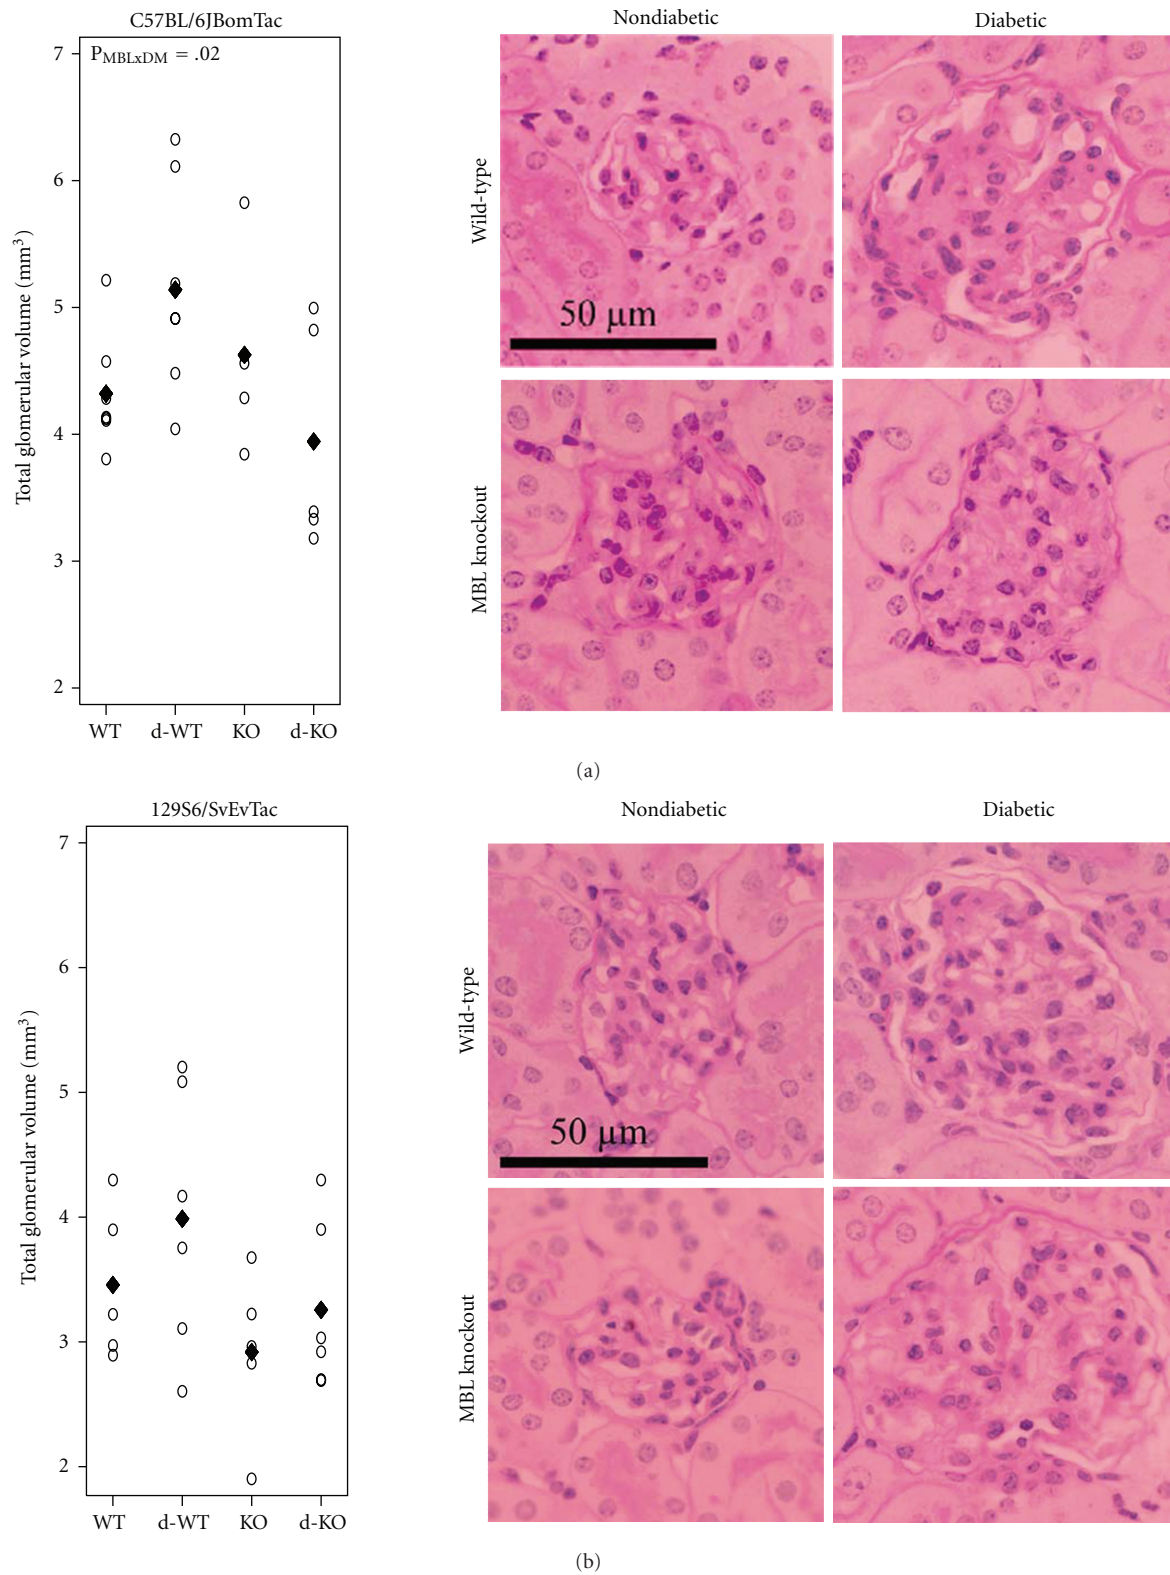 C57BL/6JBomTac
P_MBLxDM = .02
7
6
5
4
3
2
Total glomerular volume (mm³)
WT d-WT KO d-KO
Nondiabetic Diabetic
Wild-type
50 µm
MBL knockout
(a)
129S6/SvEvTac
7
6
5
4
3
2
Total glomerular volume (mm³)
WT d-WT KO d-KO
Nondiabetic Diabetic
Wild-type
50 µm
MBL knockout
(b)